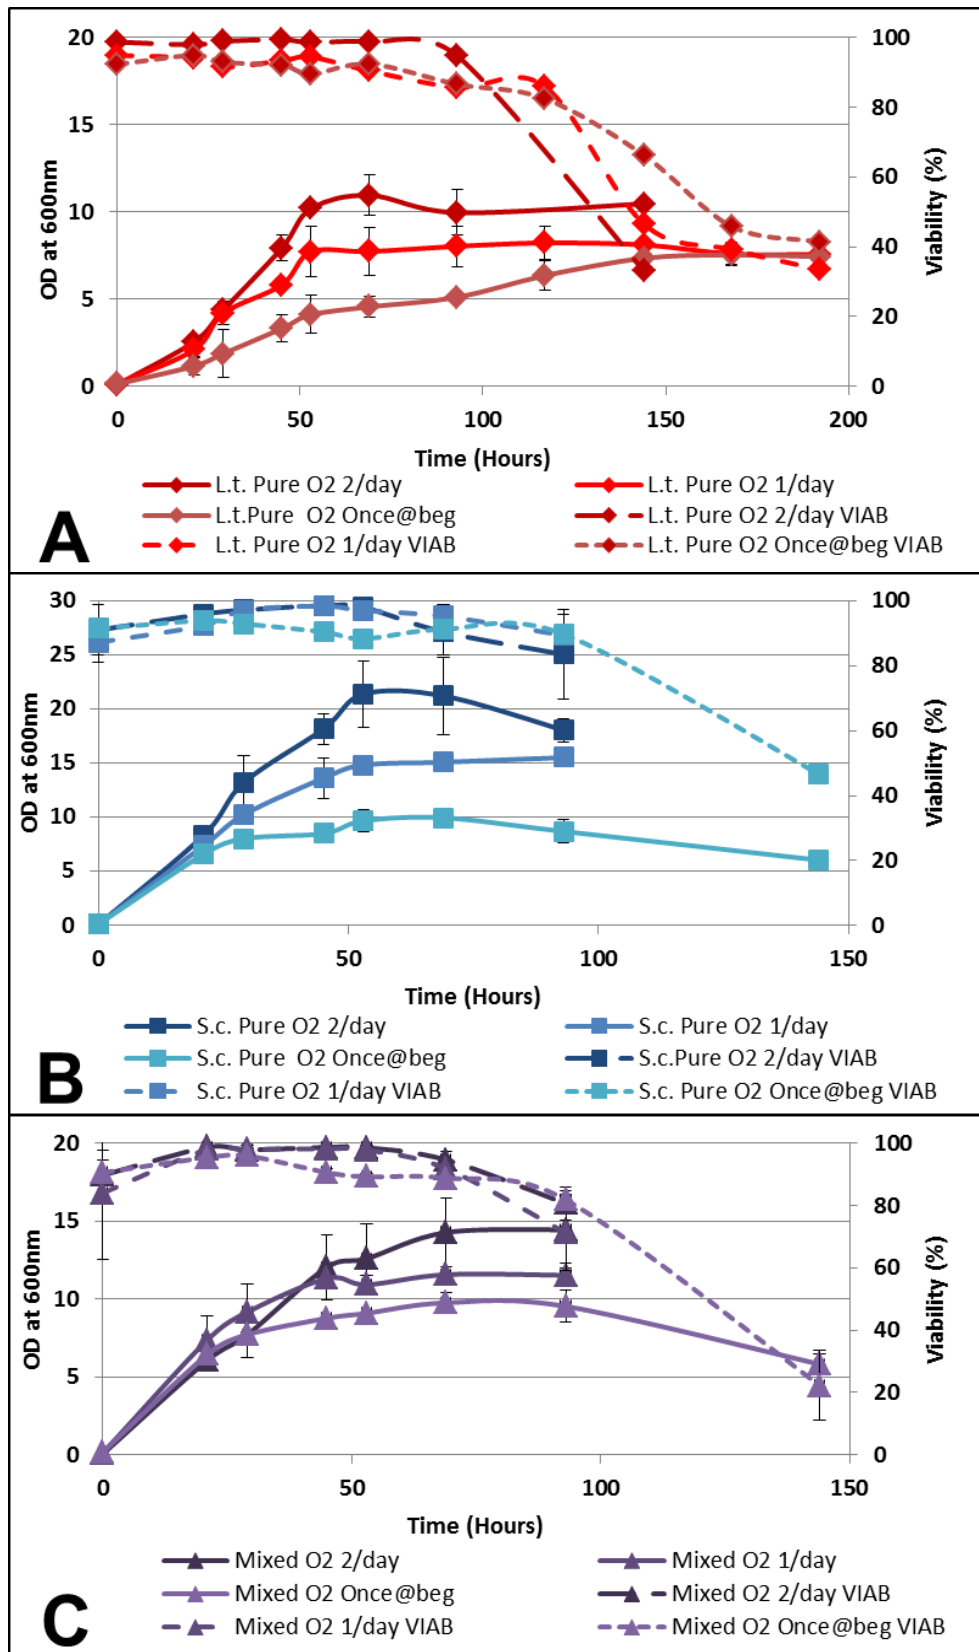 20
15
10
5
0
OD at 600nm
100
80
60
40
20
0
Viability (%)
0 50 100 150 200
Time (Hours)
L.t. Pure O2 2/day L.t. Pure O2 1/day
L.t.Pure O2 Once@beg L.t. Pure O2 2/day VIAB
L.t. Pure O2 1/day VIAB L.t. Pure O2 Once@beg VIAB
A
30
25
20
15
10
5
0
OD at 600nm
100
80
60
40
20
0
Viability (%)
0 50 100 150
Time (Hours)
S.c. Pure O2 2/day S.c. Pure O2 1/day
S.c. Pure O2 Once@beg S.c.Pure O2 2/day VIAB
S.c. Pure O2 1/day VIAB S.c. Pure O2 Once@beg VIAB
B
20
15
10
5
0
OD at 600nm
100
80
60
40
20
0
Viability (%)
0 50 100 150
Time (Hours)
Mixed O2 2/day Mixed O2 1/day
Mixed O2 Once@beg Mixed O2 2/day VIAB
Mixed O2 1/day VIAB Mixed O2 Once@beg VIAB
C